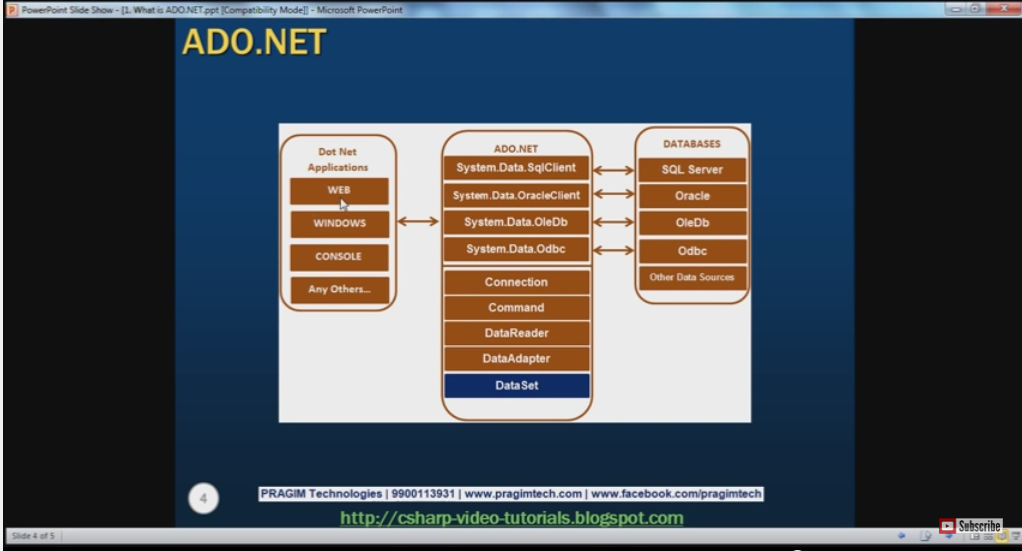 PowerPoint Slide Show - [1. What is ADO.NET.ppt [Compatibility Mode]] - Microsoft PowerPoint
ADO.NET
Dot Net
Applications
WEB
WINDOWS
CONSOLE
Any Others...
ADO.NET
System.Data.SqlClient
System.Data.OracleClient
System.Data.OleDb
System.Data.Odbc
Connection
Command
DataReader
DataAdapter
DataSet
DATABASES
SQL Server
Oracle
OleDb
Odbc
Other Data Sources
4
PRAGIM Technologies | 9900113931 | www.pragimtech.com | www.facebook.com/pragimtech
http://csharp-video-tutorials.blogspot.com
Subscribe
Slide 4 of 5